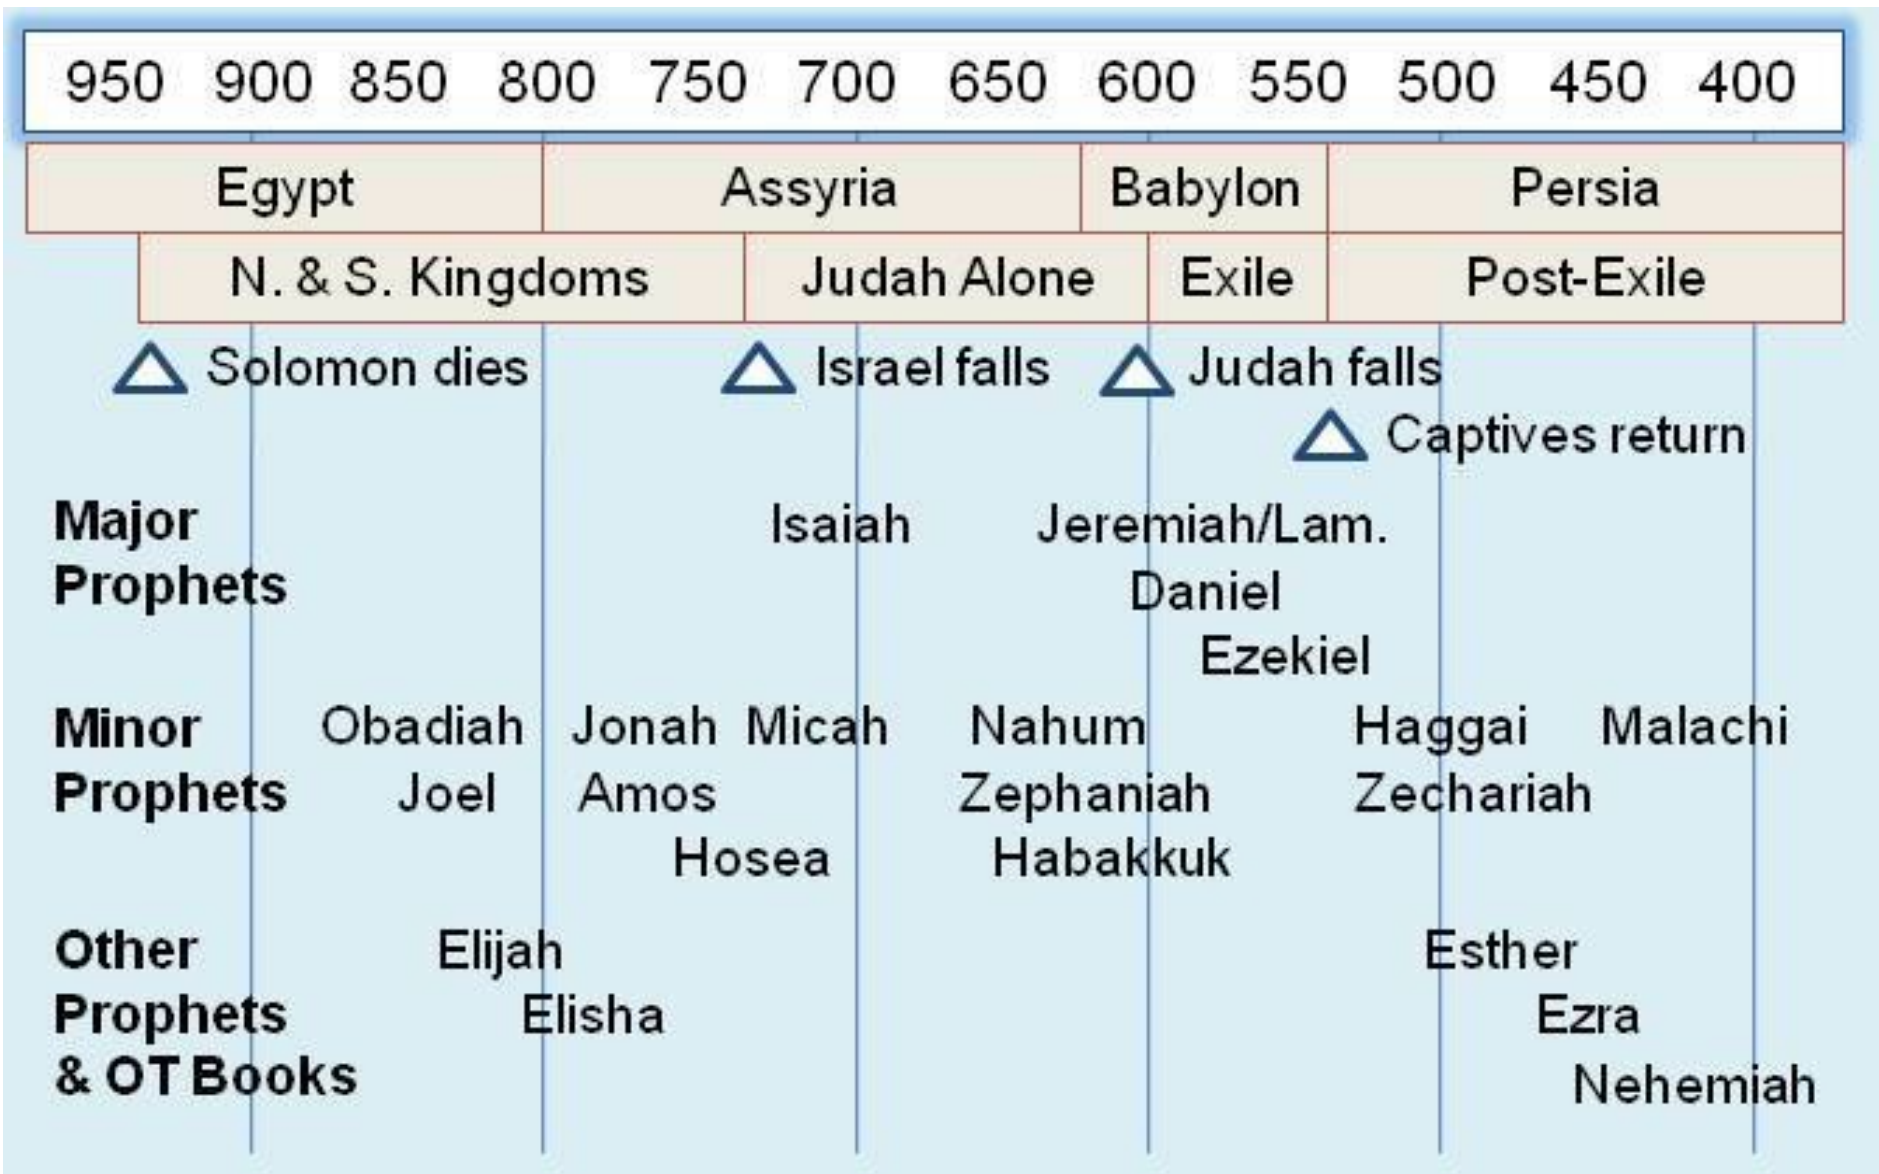 950 900 850 800 750 700 650 600 550 500 450 400
Egypt Assyria Babylon Persia
N. & S. Kingdoms Judah Alone Exile Post-Exile
Solomon dies Israel falls Judah falls
Captives return
Major Isaiah Jeremiah/Lam.
Prophets Daniel
Ezekiel
Minor Obadiah Jonah Micah Nahum Haggai Malachi
Prophets Joel Amos Zephaniah Zechariah
Hosea Habakkuk
Other Elijah Esther
Prophets Elisha Ezra
& OT Books Nehemiah